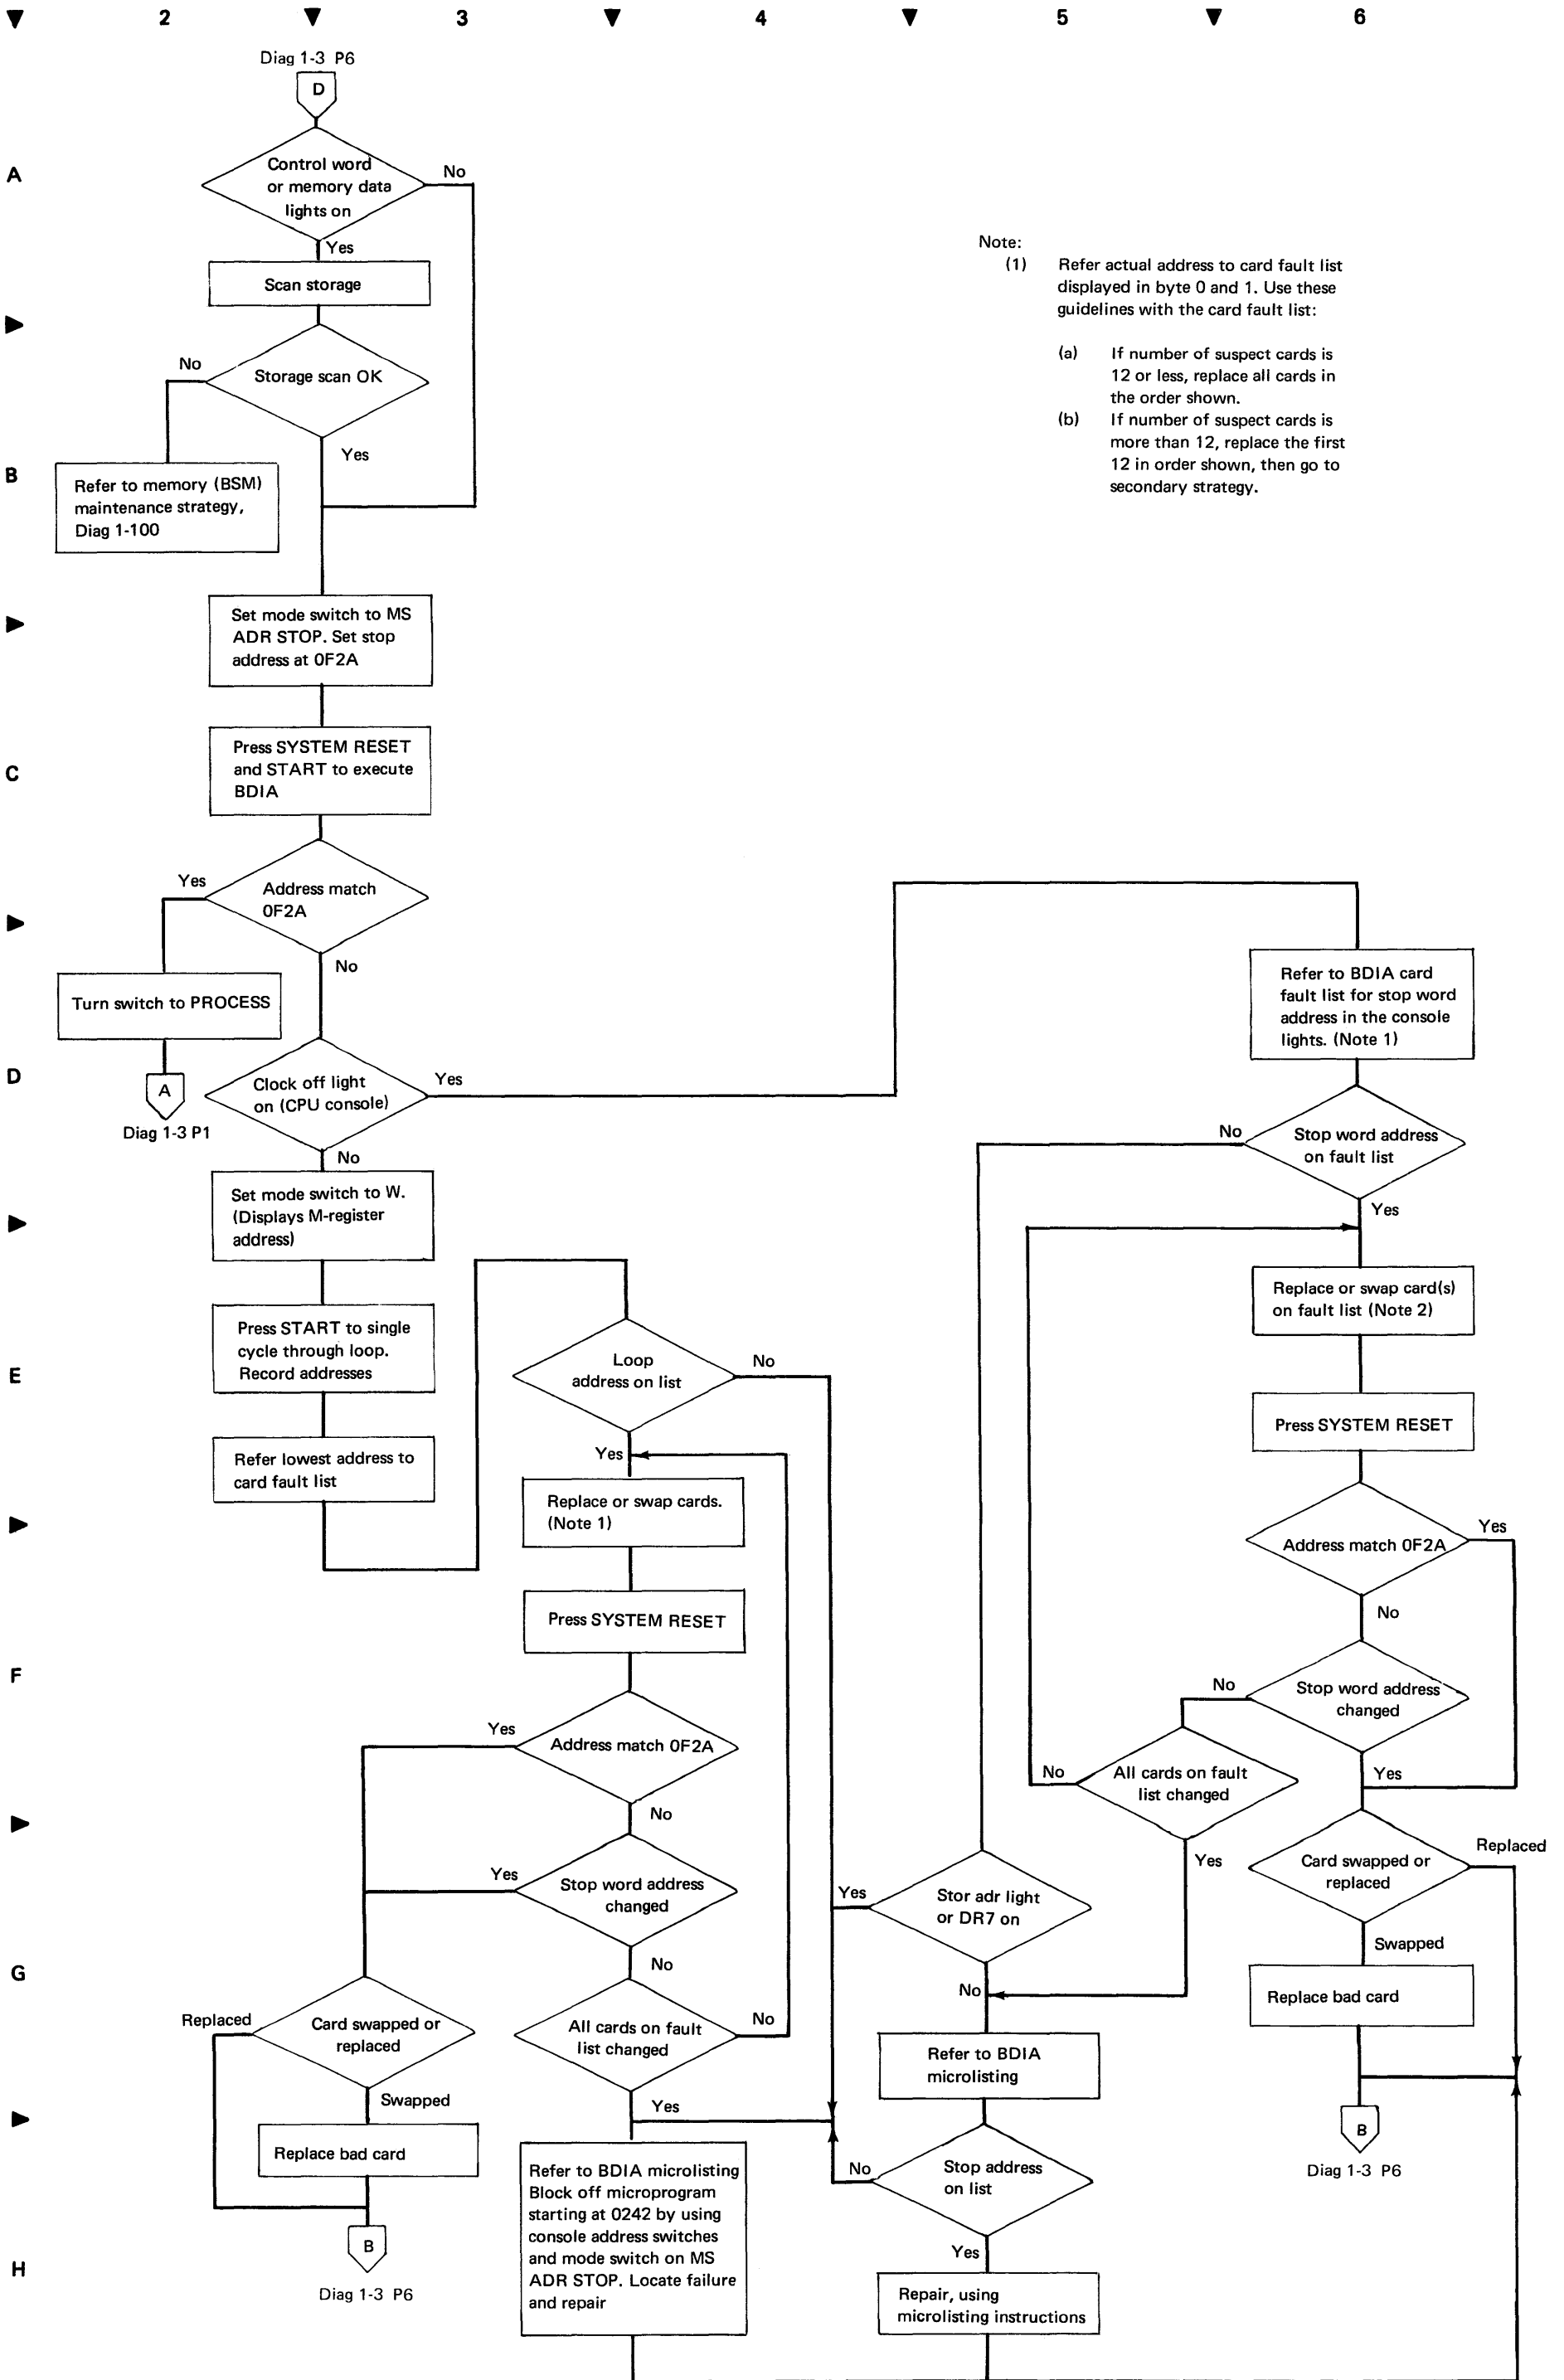 2 3 4 5 6
Diag 1-3 P6
D
A
Control word
or memory data
lights on
No
Yes
Scan storage
No
Storage scan OK
Yes
B
Refer to memory (BSM)
maintenance strategy,
Diag 1-100
Note:
(1) Refer actual address to card fault list
displayed in byte 0 and 1. Use these
guidelines with the card fault list:
(a) If number of suspect cards is
12 or less, replace all cards in
the order shown.
(b) If number of suspect cards is
more than 12, replace the first
12 in order shown, then go to
secondary strategy.
Set mode switch to MS
ADR STOP. Set stop
address at 0F2A
C
Press SYSTEM RESET
and START to execute
BDIA
Yes
Address match
0F2A
No
Turn switch to PROCESS
D
A
Diag 1-3 P1
Clock off light
on (CPU console)
Yes
No
Set mode switch to W.
(Displays M-register
address)
E
Press START to single
cycle through loop.
Record addresses
Refer lowest address to
card fault list
Loop
address on list
No
Yes
Replace or swap cards.
(Note 1)
Press SYSTEM RESET
F
Yes
Address match 0F2A
No
Yes
Stop word address
changed
No
G
Replaced
Card swapped or
replaced
Swapped
Replace bad card
B
Diag 1-3 P6
All cards on fault
list changed
No
Yes
H
Refer to BDIA microlisting
Block off microprogram
starting at 0242 by using
console address switches
and mode switch on MS
ADR STOP. Locate failure
and repair
Refer to BDIA card
fault list for stop word
address in the console
lights. (Note 1)
No
Stop word address
on fault list
Yes
Replace or swap card(s)
on fault list (Note 2)
Press SYSTEM RESET
Address match 0F2A
Yes
No
No
Stop word address
changed
Yes
No
All cards on fault
list changed
Yes
Card swapped or
replaced
Replaced
Swapped
Replace bad card
B
Diag 1-3 P6
Yes
Stor adr light
or DR7 on
No
Refer to BDIA
microlisting
No
Stop address
on list
Yes
Repair, using
microlisting instructions